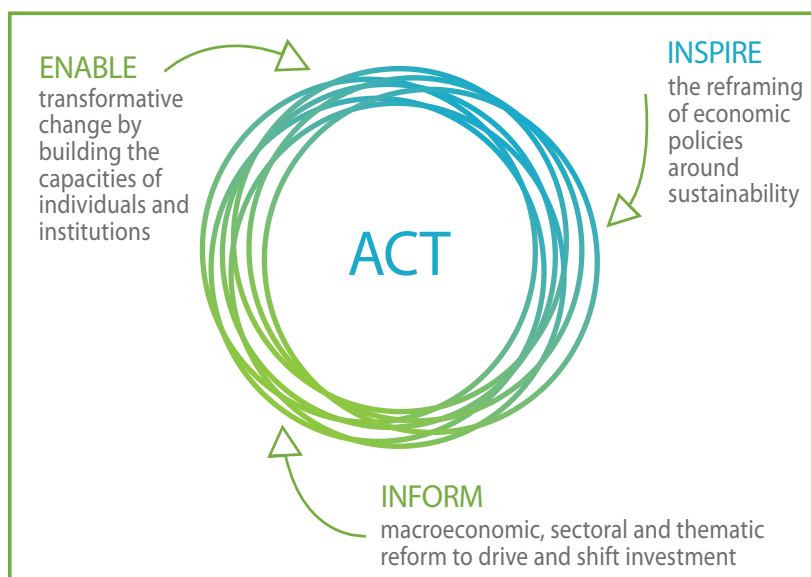 ENABLE
transformative
change by
building the
capacities of
individuals and
institutions
INSPIRE
the reframing
of economic
policies
around
sustainability
ACT
INFORM
macroeconomic, sectoral and thematic
reform to drive and shift investment